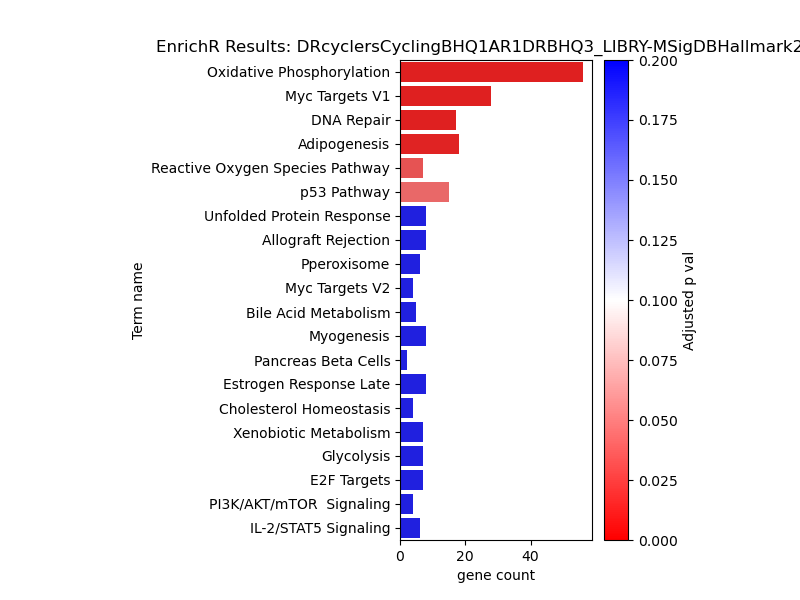 EnrichR Results: DRcyclersCyclingBHQ1AR1DRBHQ3_LIBRY-MSigDBHallmark2
Term name
Oxidative Phosphorylation
Myc Targets V1
DNA Repair
Adipogenesis
Reactive Oxygen Species Pathway
p53 Pathway
Unfolded Protein Response
Allograft Rejection
Pperoxisome
Myc Targets V2
Bile Acid Metabolism
Myogenesis
Pancreas Beta Cells
Estrogen Response Late
Cholesterol Homeostasis
Xenobiotic Metabolism
Glycolysis
E2F Targets
PI3K/AKT/mTOR  Signaling
IL-2/STAT5 Signaling
0 20 40
gene count
0.200
0.175
0.150
0.125
0.100
0.075
0.050
0.025
0.000
Adjusted p val